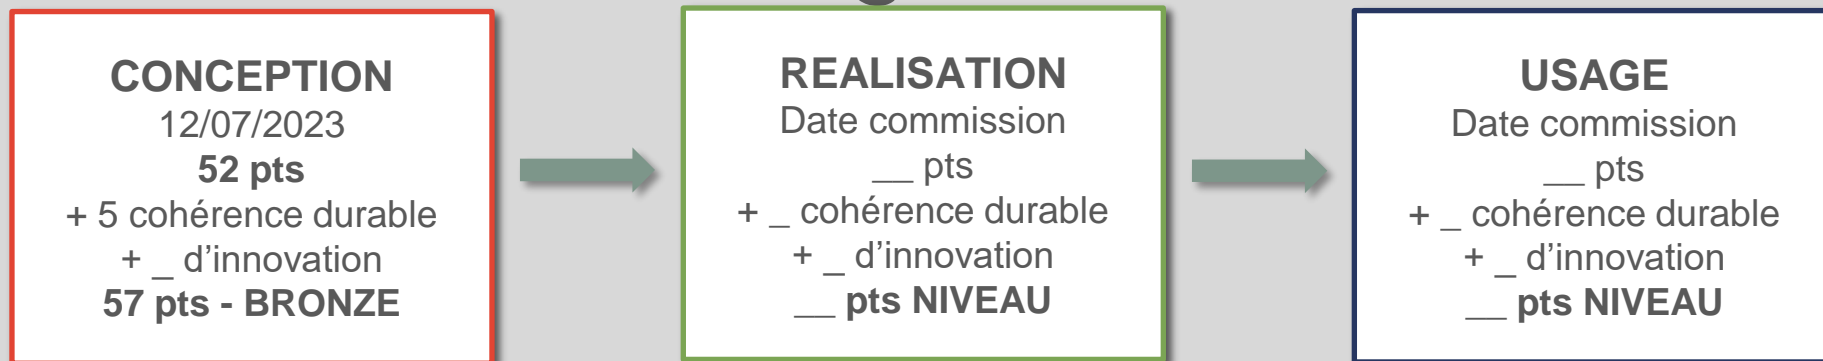 CONCEPTION
12/07/2023
52 pts
+ 5 cohérence durable
+ _ d’innovation
57 pts - BRONZE
REALISATION
Date commission
__ pts
+ _ cohérence durable
+ _ d’innovation
__ pts NIVEAU
USAGE
Date commission
__ pts
+ _ cohérence durable
+ _ d’innovation
__ pts NIVEAU